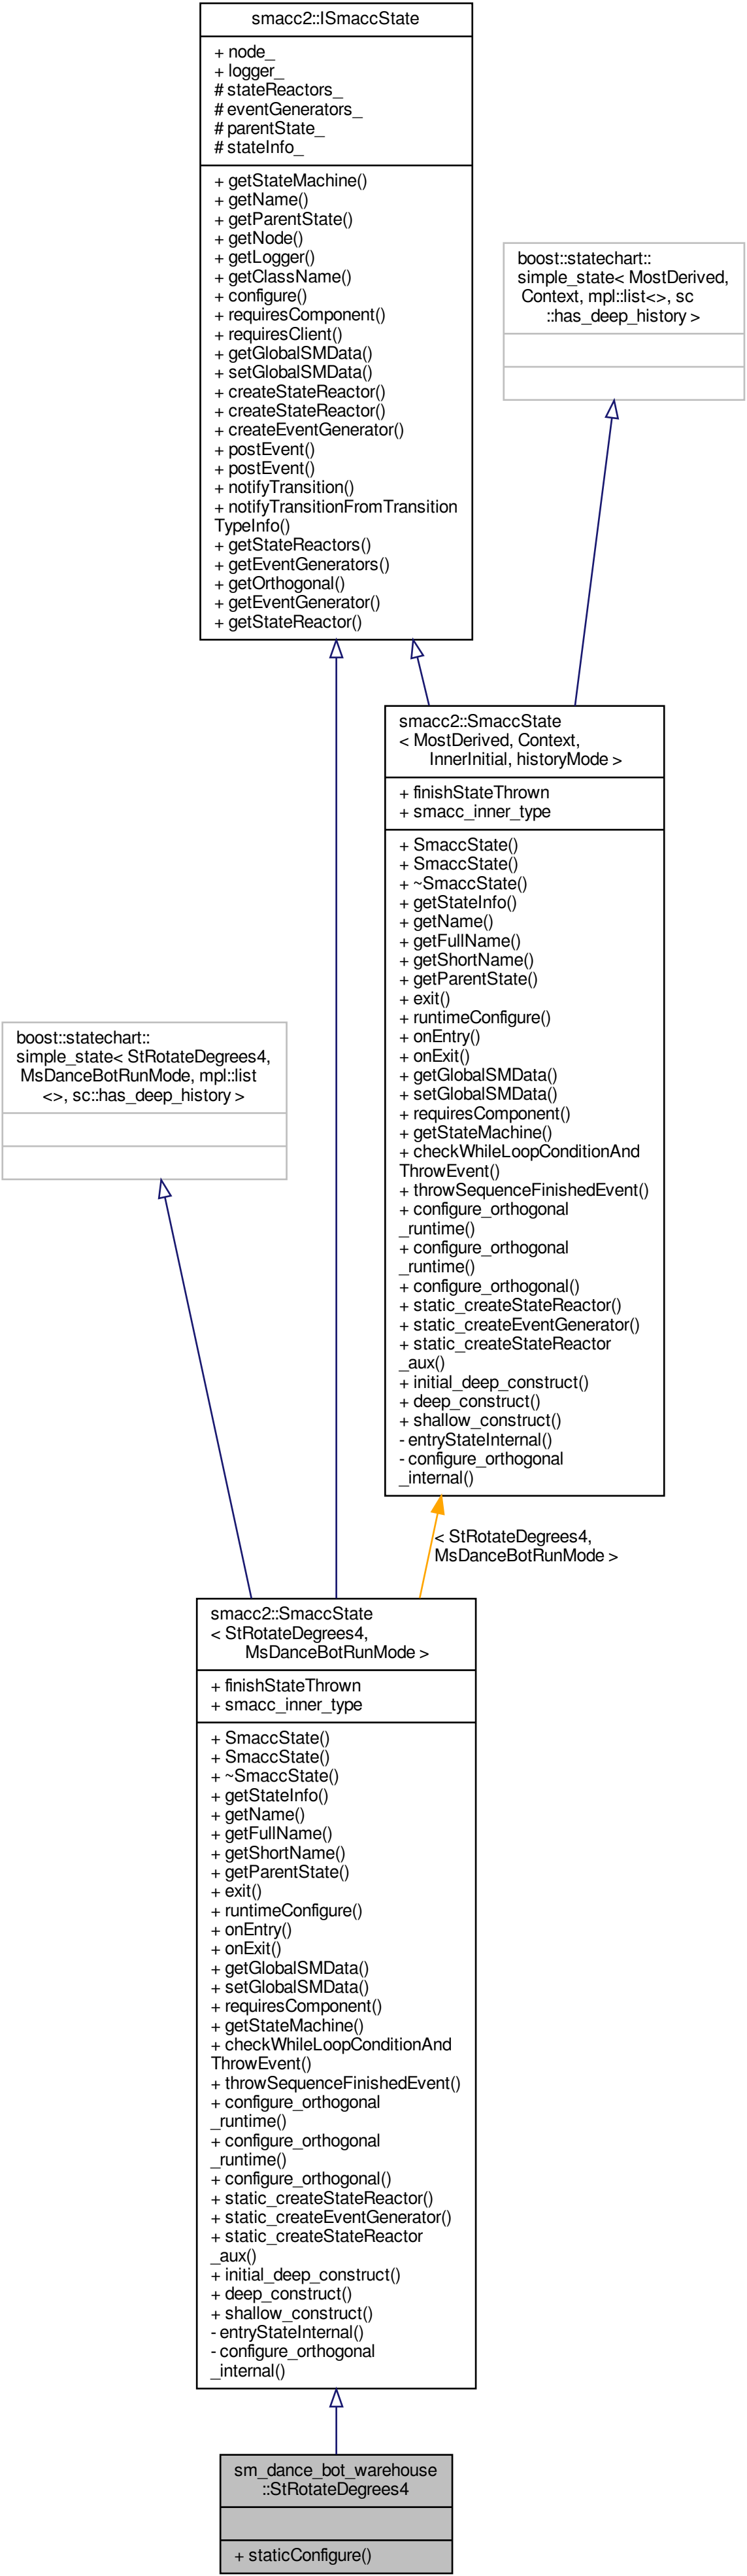 smacc2::ISmaccState
+ node_
+ logger_
# stateReactors_
# eventGenerators_
# parentState_
# stateInfo_
+ getStateMachine()
+ getName()
+ getParentState()
+ getNode()
+ getLogger()
+ getClassName()
+ configure()
+ requiresComponent()
+ requiresClient()
+ getGlobalSMData()
+ setGlobalSMData()
+ createStateReactor()
+ createStateReactor()
+ createEventGenerator()
+ postEvent()
+ postEvent()
+ notifyTransition()
+ notifyTransitionFromTransition
TypeInfo()
+ getStateReactors()
+ getEventGenerators()
+ getOrthogonal()
+ getEventGenerator()
+ getStateReactor()
boost::statechart::
simple_state< MostDerived,
Context, mpl::list<>, sc
::has_deep_history >
smacc2::SmaccState
< MostDerived, Context,
InnerInitial, historyMode >
+ finishStateThrown
+ smacc_inner_type
+ SmaccState()
+ SmaccState()
+ ~SmaccState()
+ getStateInfo()
+ getName()
+ getFullName()
+ getShortName()
+ getParentState()
+ exit()
+ runtimeConfigure()
+ onEntry()
+ onExit()
+ getGlobalSMData()
+ setGlobalSMData()
+ requiresComponent()
+ getStateMachine()
+ checkWhileLoopConditionAnd
ThrowEvent()
+ throwSequenceFinishedEvent()
+ configure_orthogonal
_runtime()
+ configure_orthogonal
_runtime()
+ configure_orthogonal()
+ static_createStateReactor()
+ static_createEventGenerator()
+ static_createStateReactor
_aux()
+ initial_deep_construct()
+ deep_construct()
+ shallow_construct()
- entryStateInternal()
- configure_orthogonal
_internal()
boost::statechart::
simple_state< StRotateDegrees4,
MsDanceBotRunMode, mpl::list
<>, sc::has_deep_history >
< StRotateDegrees4,
MsDanceBotRunMode >
smacc2::SmaccState
< StRotateDegrees4,
MsDanceBotRunMode >
+ finishStateThrown
+ smacc_inner_type
+ SmaccState()
+ SmaccState()
+ ~SmaccState()
+ getStateInfo()
+ getName()
+ getFullName()
+ getShortName()
+ getParentState()
+ exit()
+ runtimeConfigure()
+ onEntry()
+ onExit()
+ getGlobalSMData()
+ setGlobalSMData()
+ requiresComponent()
+ getStateMachine()
+ checkWhileLoopConditionAnd
ThrowEvent()
+ throwSequenceFinishedEvent()
+ configure_orthogonal
_runtime()
+ configure_orthogonal
_runtime()
+ configure_orthogonal()
+ static_createStateReactor()
+ static_createEventGenerator()
+ static_createStateReactor
_aux()
+ initial_deep_construct()
+ deep_construct()
+ shallow_construct()
- entryStateInternal()
- configure_orthogonal
_internal()
sm_dance_bot_warehouse
::StRotateDegrees4
+ staticConfigure()